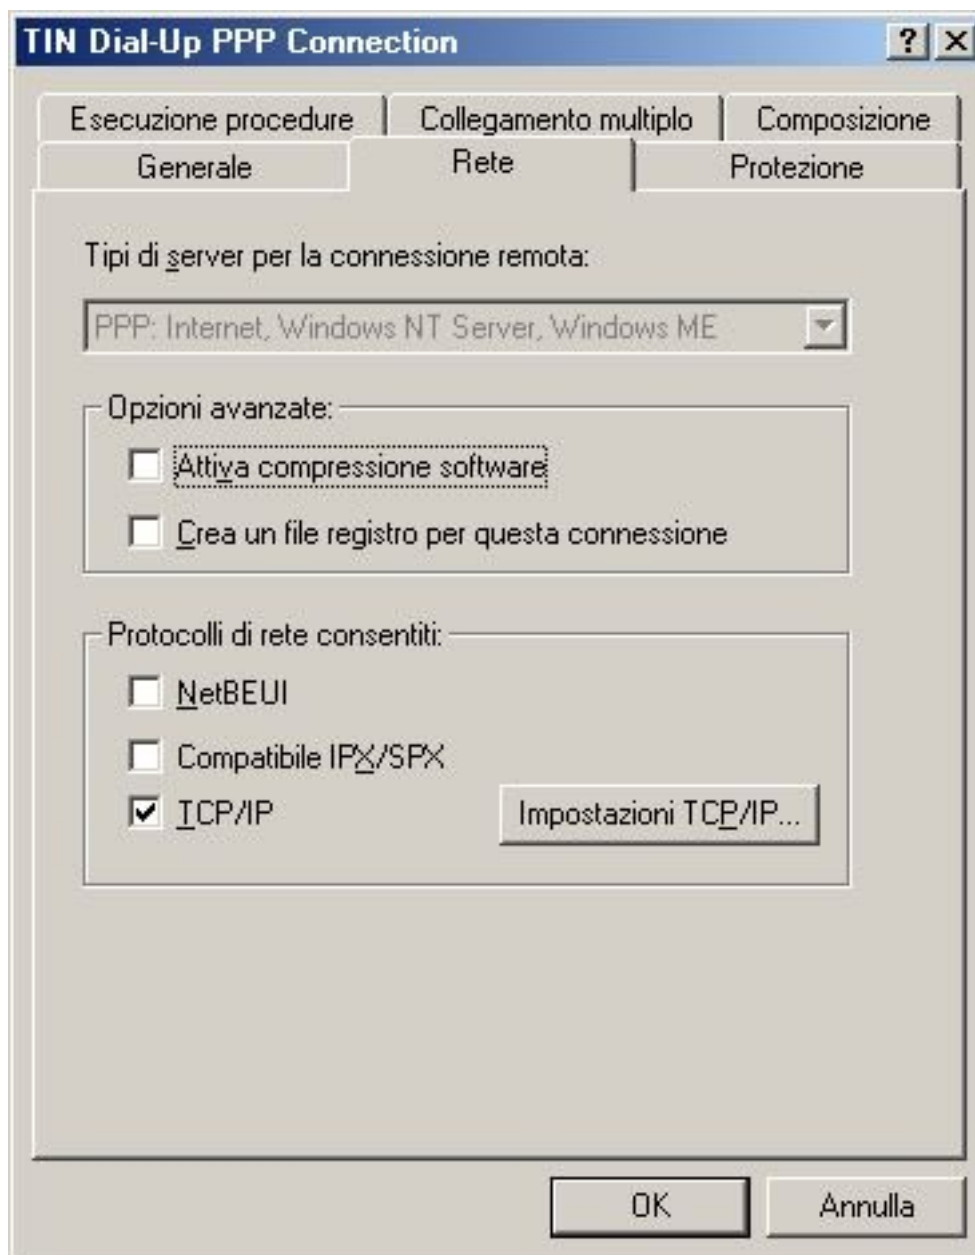 TIN Dial-Up PPP Connection
Esecuzione procedure Collegamento multiplo Composizione
Generale Rete Protezione
Tipi di server per la connessione remota:
PPP: Internet, Windows NT Server, Windows ME
Opzioni avanzate:
Attiva compressione software
Crea un file registro per questa connessione
Protocolli di rete consentiti:
NetBEUI
Compatibile IPX/SPX
TCP/IP Impostazioni TCP/IP...
OK Annulla